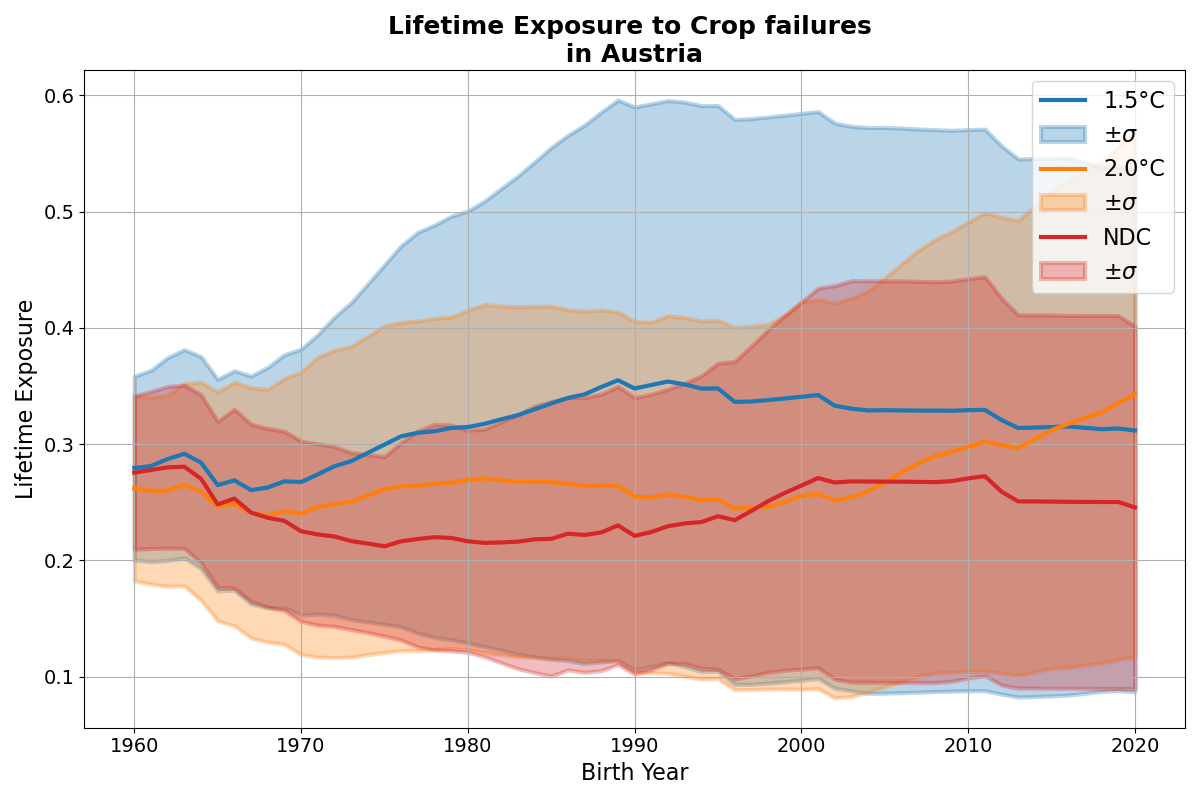 Lifetime Exposure to Crop failures
in Austria
Lifetime Exposure
0.6
0.5
0.4
0.3
0.2
0.1
1.5°C
±σ
2.0°C
±σ
NDC
±σ
1960 1970 1980 1990 2000 2010 2020
Birth Year